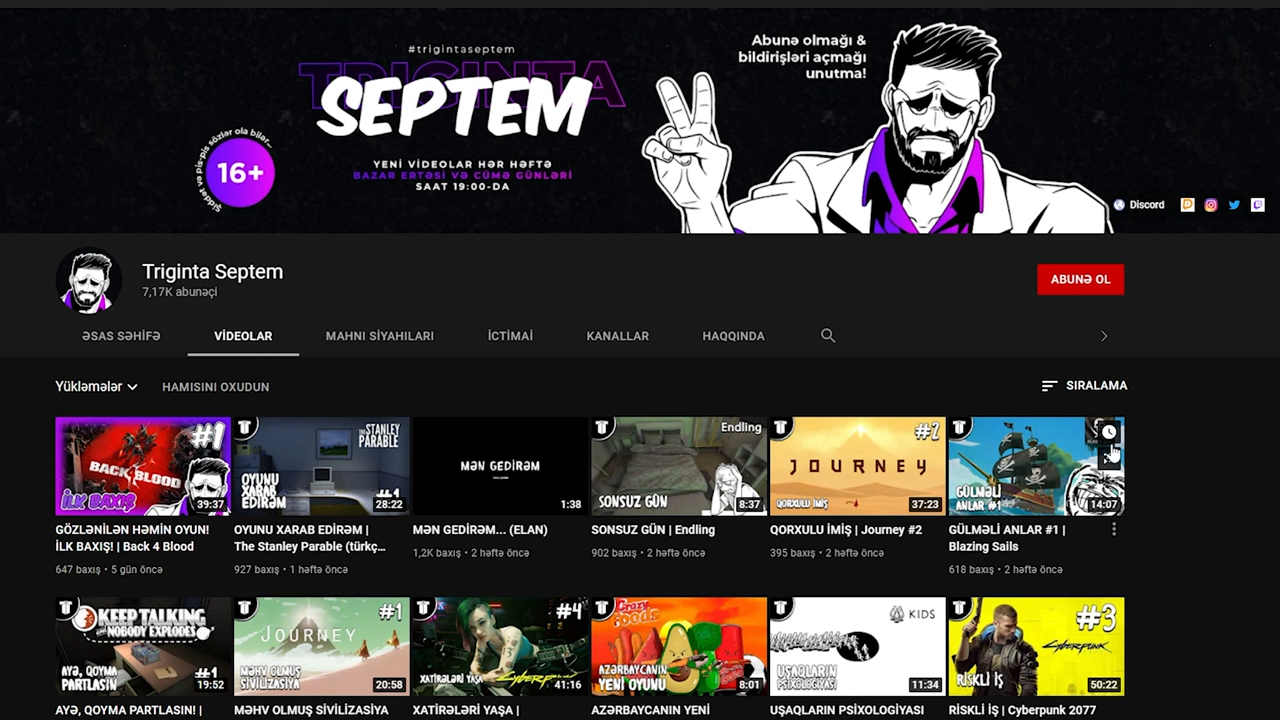 #trigintaseptem
TRIGINTA
SEPTEM
Şiddət və pis-pis sözlər ola bilər...
16+
YENİ VİDEOLAR HƏR HƏFTƏ
BAZAR ERTƏSİ VƏ CÜMƏ GÜNLƏRİ
SAAT 19:00-DA
Abunə olmağı &
bildirişləri açmağı
unutma!
Discord
Triginta Septem
7,17K abunəçi
ABUNƏ OL
ƏSAS SƏHİFƏ
VİDEOLAR
MAHNI SİYAHILARI
İCTİMAİ
KANALLAR
HAQQINDA
Yükləmələr
HAMISINI OXUDUN
SIRALAMA
#1
BACK BLOOD
İLK BAXIŞ
39:37
THE STANLEY
PARABLE
OYUNU
XARAB
EDİRƏM
#1
28:22
MƏN GEDİRƏM
1:38
Endling
SONSUZ GÜN
8:37
#2
JOURNEY
QORXULU İMİŞ
37:23
GÜLMƏLİ
ANLAR #1
14:07
GÖZLƏNİLƏN HƏMİN OYUN!
İLK BAXIŞ! | Back 4 Blood
647 baxış • 5 gün öncə
OYUNU XARAB EDİRƏM |
The Stanley Parable (türkç...
927 baxış • 1 həftə öncə
MƏN GEDİRƏM... (ELAN)
1,2K baxış • 2 həftə öncə
SONSUZ GÜN | Endling
902 baxış • 2 həftə öncə
QORXULU İMİŞ | Journey #2
395 baxış • 2 həftə öncə
GÜLMƏLİ ANLAR #1 |
Blazing Sails
618 baxış • 2 həftə öncə
KEEP TALKING
AND NOBODY EXPLODES
AYƏ, QOYMA
PARTLASIN
#1
19:52
#1
JOURNEY
MƏHV OLMUŞ
SİVİLİZASİYA
20:58
#4
XATİRƏLƏRİ YAŞA
Cyberpunk
41:16
Crazy
Foods
AZƏRBAYCANIN
YENİ OYUNU
8:01
KIDS
UŞAQLARIN
PSİXOLOGİYASI
11:34
#3
Cyberpunk
RİSKLİ İŞ
50:22
AYƏ, QOYMA PARTLASIN! |
MƏHV OLMUŞ SİVİLİZASİYA
XATİRƏLƏRİ YAŞA |
AZƏRBAYCANIN YENİ
UŞAQLARIN PSİXOLOGİYASI
RİSKLİ İŞ | Cyberpunk 2077